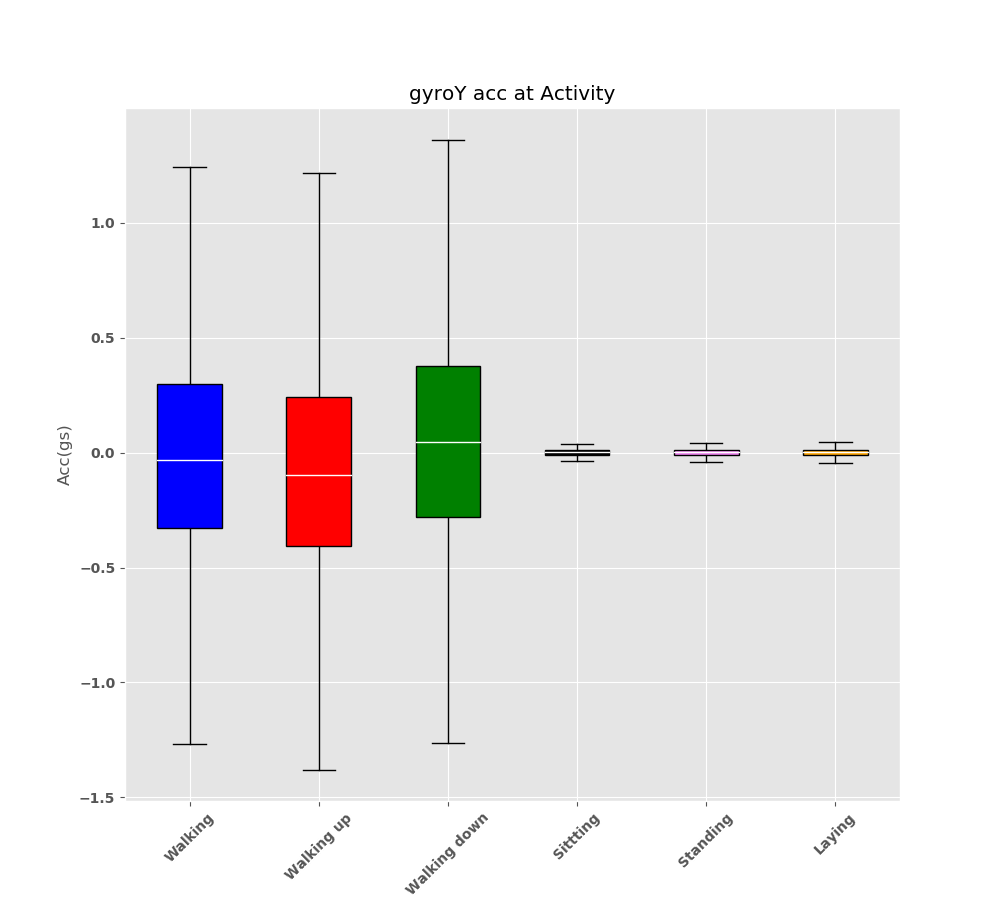 gyroY acc at Activity
Acc(gs)
1.0
0.5
0.0
−0.5
−1.0
−1.5
Walking
Walking up
Walking down
Sittting
Standing
Laying